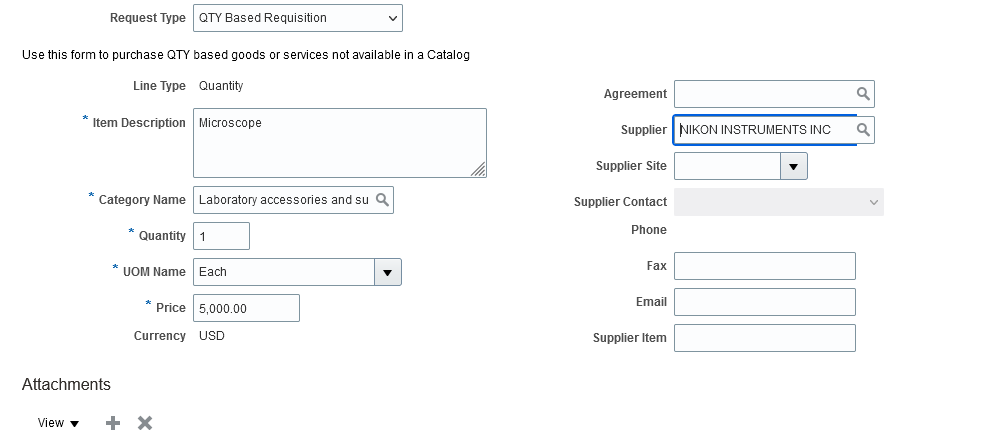 Request Type QTY Based Requisition
Use this form to purchase QTY based goods or services not available in a Catalog
Line Type Quantity
* Item Description Microscope
* Category Name Laboratory accessories and su
* Quantity 1
* UOM Name Each
* Price 5,000.00
Currency USD
Agreement
Supplier NIKON INSTRUMENTS INC
Supplier Site
Supplier Contact
Phone
Fax
Email
Supplier Item
Attachments
View